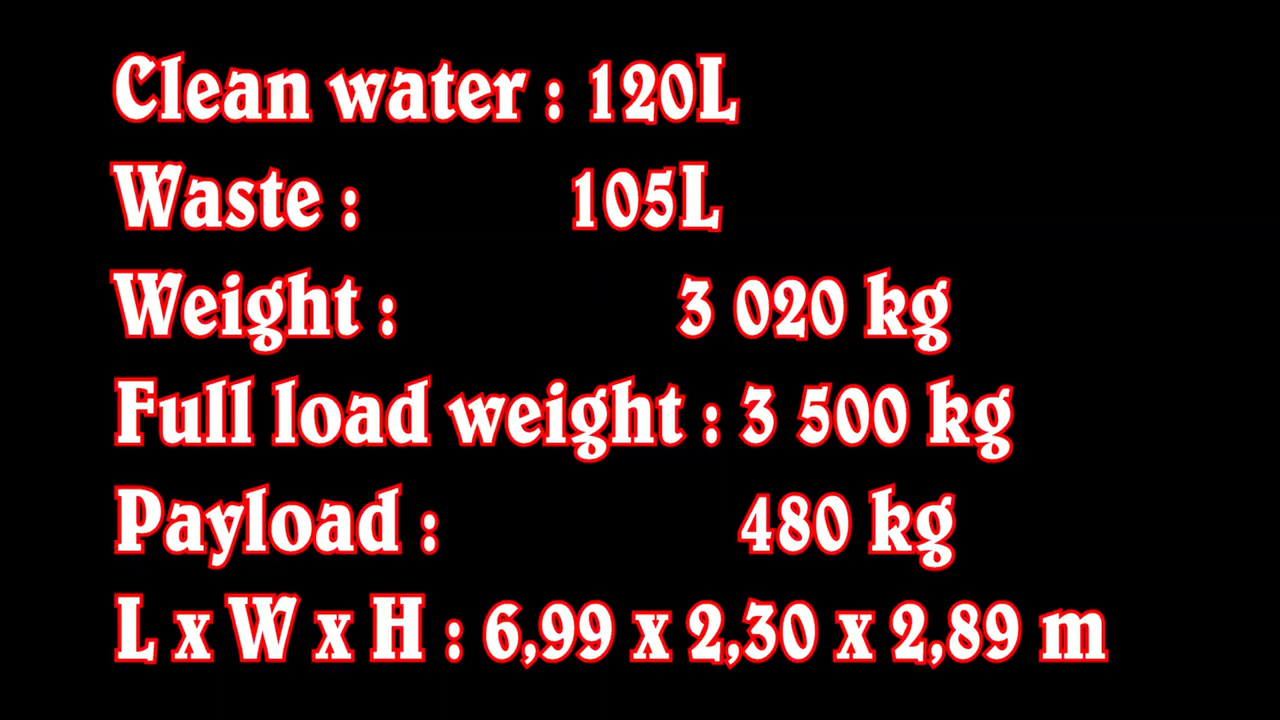 Clean water : 120L
Waste : 105L
Weight : 3 020 kg
Full load weight : 3 500 kg
Payload : 480 kg
L x W x H : 6,99 x 2,30 x 2,89 m